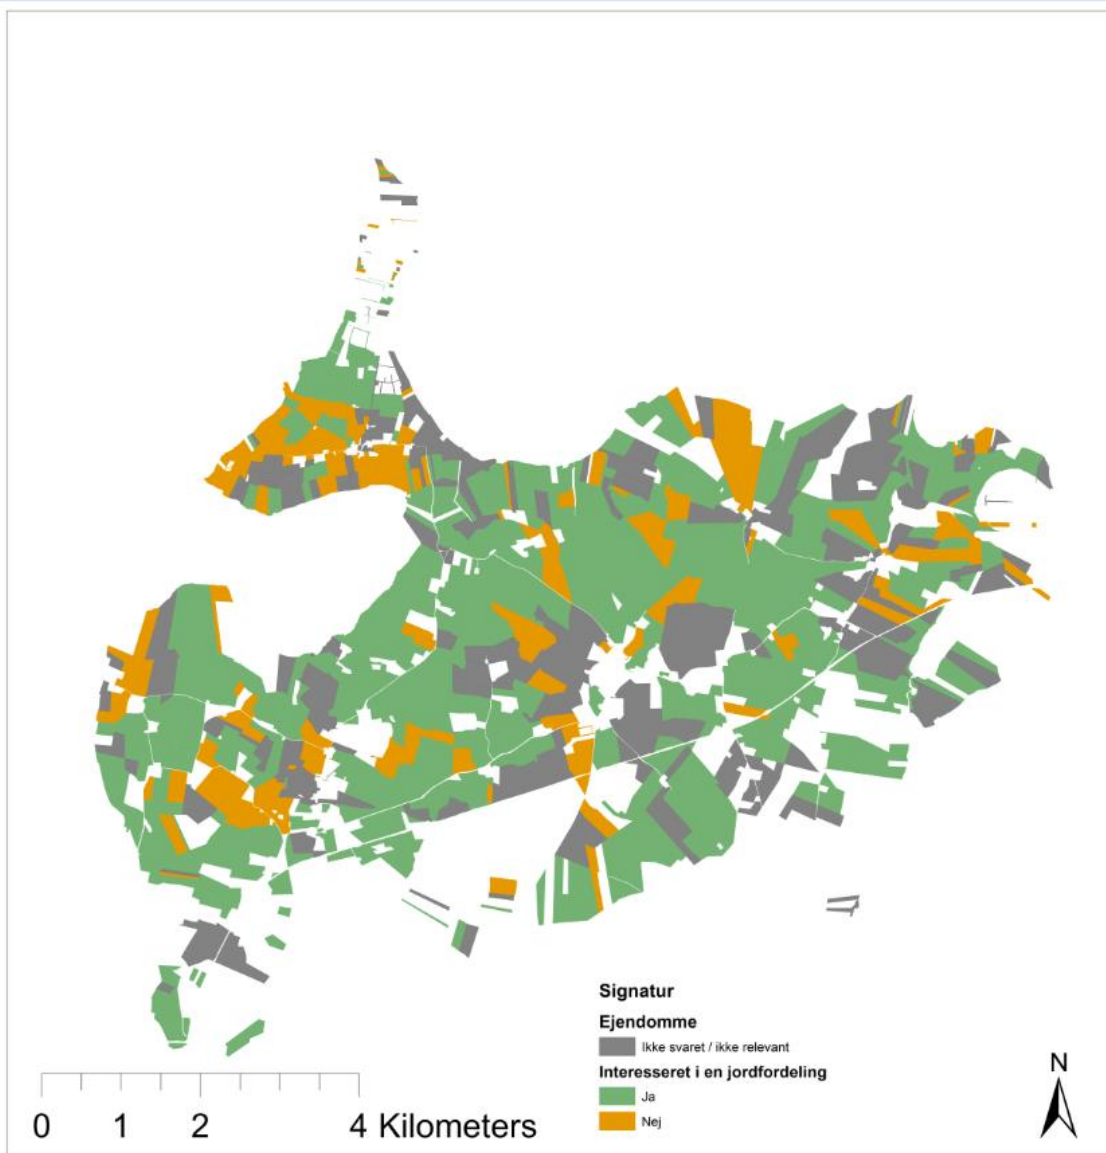 Signatur
Ejendomme
Ikke svaret / ikke relevant
Interesseret i en jordfordeling
Ja
Nej
N
0 1 2 4 Kilometers